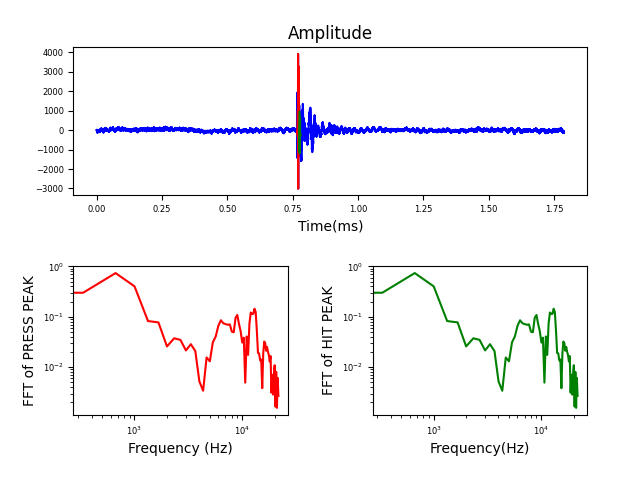 Amplitude
4000
3000
2000
1000
0
−1000
−2000
−3000
0.00 0.25 0.50 0.75 1.00 1.25 1.50 1.75
Time(ms)
FFT of PRESS PEAK
10⁰
10⁻¹
10⁻²
10³ 10⁴
Frequency (Hz)
FFT of HIT PEAK
10⁰
10⁻¹
10⁻²
10³ 10⁴
Frequency(Hz)